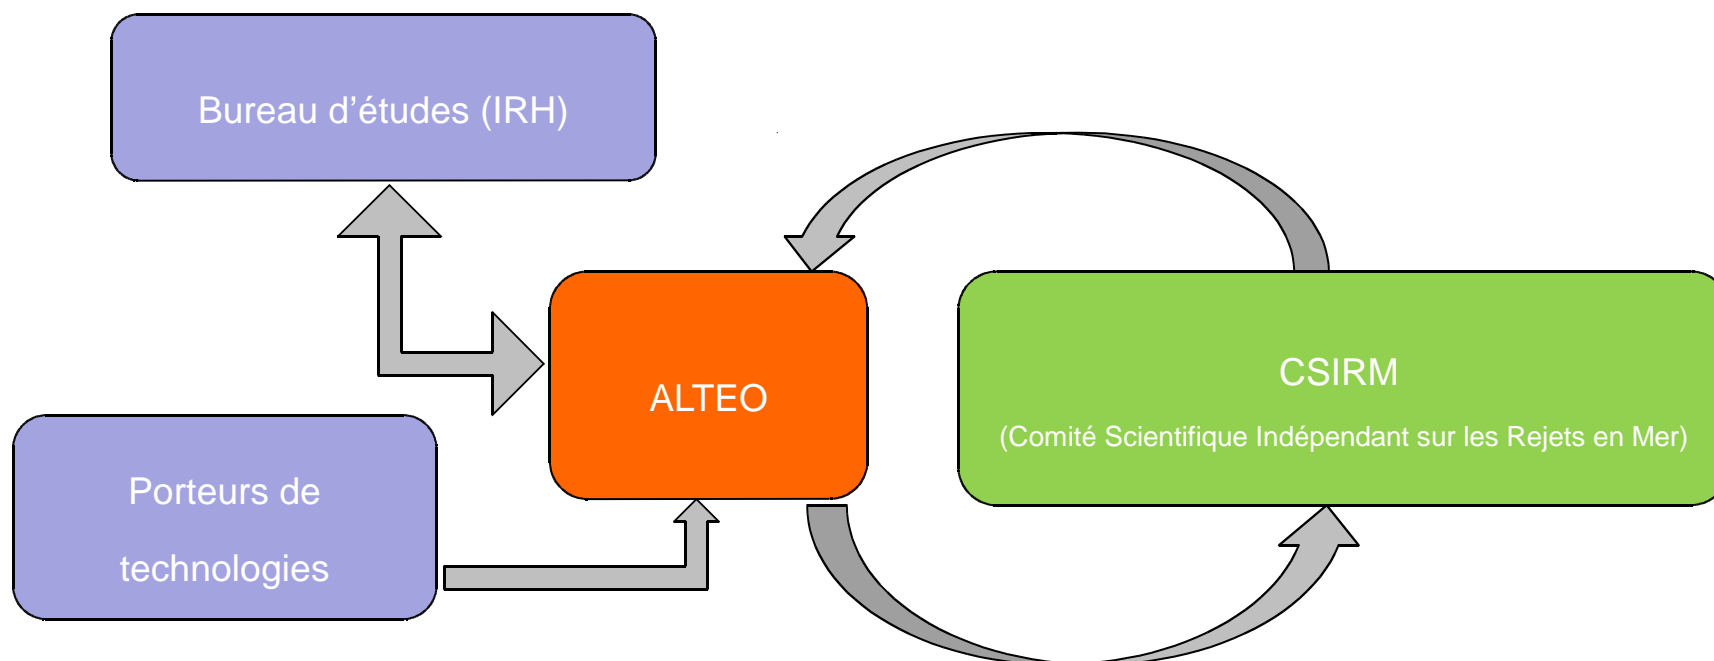 Bureau d’études (IRH)
ALTEO
CSIRM
(Comité Scientifique Indépendant sur les Rejets en Mer)
Porteurs de
technologies